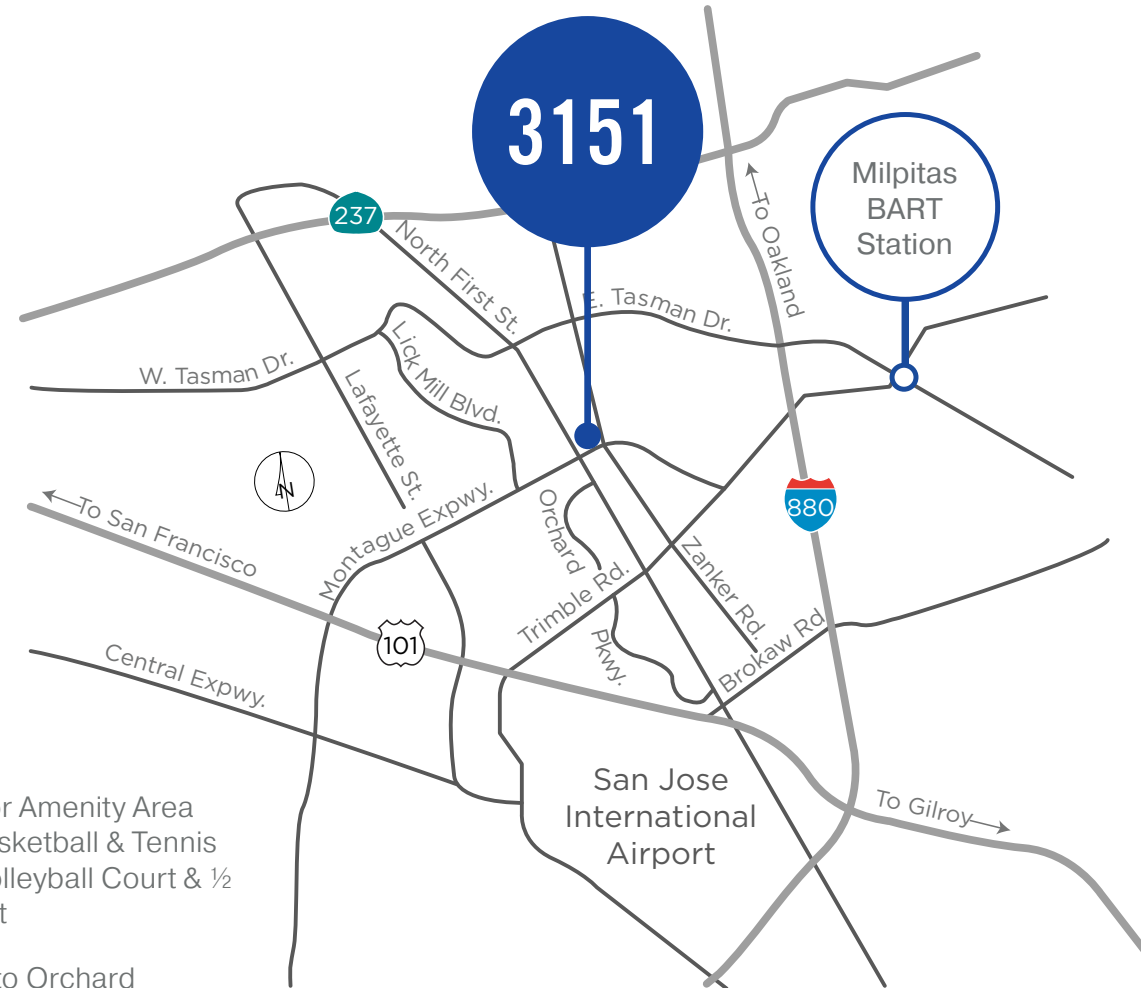 3151
Milpitas
BART
Station
237
To Oakland
North First St.
E. Tasman Dr.
W. Tasman Dr.
Lick Mill Blvd.
Lafayette St.
N
To San Francisco
Montague Expwy.
880
Orchard
Pkwy.
Zanker Rd.
Trimble Rd.
101
Brokaw Rd.
Central Expwy.
San Jose
International
Airport
To Gilroy
or Amenity Area
sketball & Tennis
olleyball Court & ½
t
to Orchard